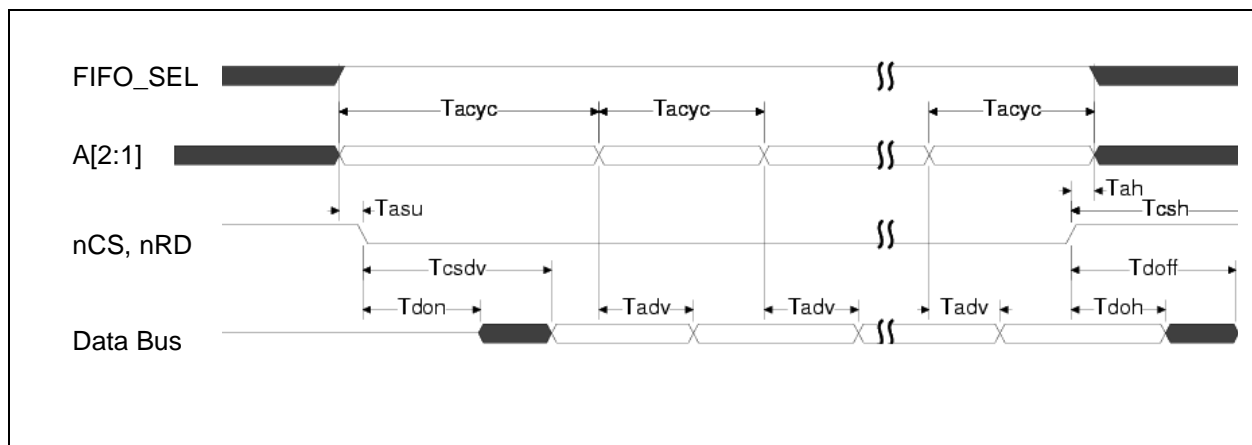 FIFO_SEL
Tacyc Tacyc Tacyc
A[2:1]
Tah
Tasu Tcsh
nCS, nRD
Tcsdv Tdoff
Tdon Tadv Tadv Tadv Tdoh
Data Bus